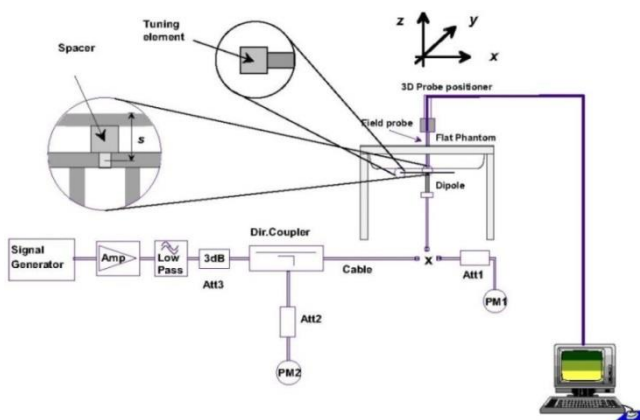 Tuning
element
Spacer
s
z
y
x
3D Probe positioner
Field probe
Flat Phantom
Dipole
Signal
Generator
Amp
Low
Pass
3dB
Att3
Dir.Coupler
Cable
x
Att1
PM1
Att2
PM2